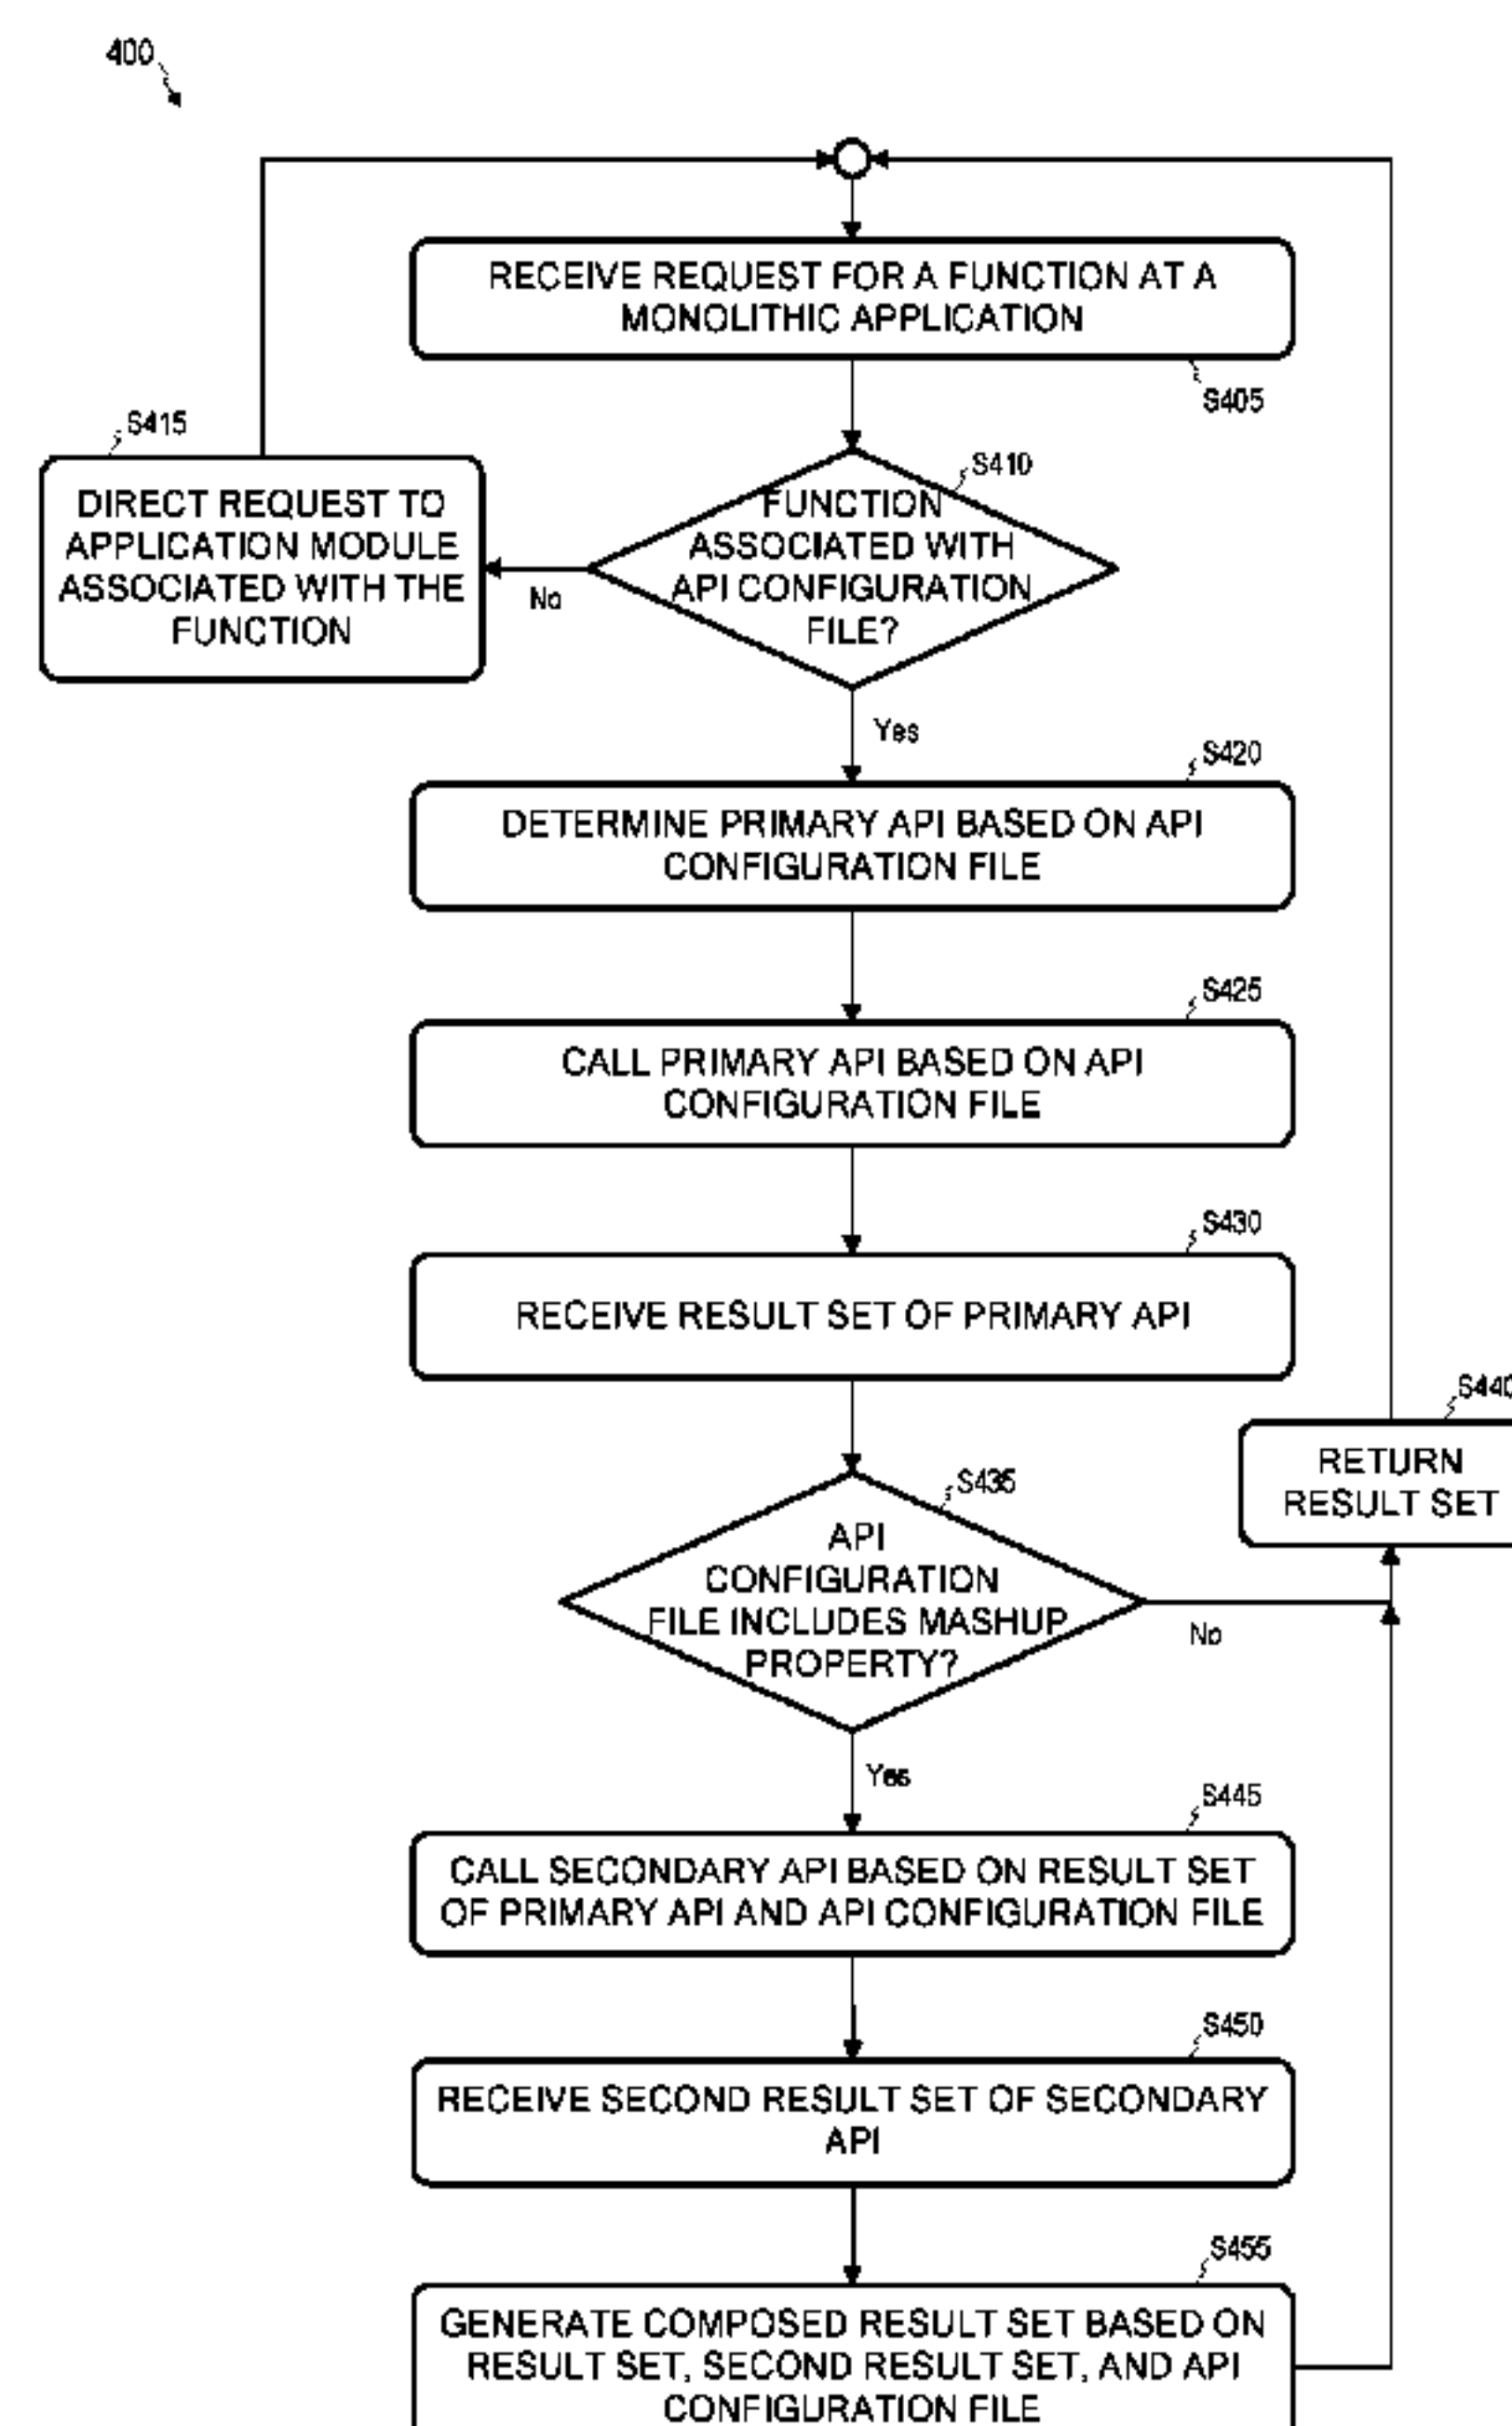 400
RECEIVE REQUEST FOR A FUNCTION AT A
MONOLITHIC APPLICATION
S405
S415
DIRECT REQUEST TO
APPLICATION MODULE
ASSOCIATED WITH THE
FUNCTION
S410
FUNCTION
ASSOCIATED WITH
API CONFIGURATION
FILE?
No
Yes
S420
DETERMINE PRIMARY API BASED ON API
CONFIGURATION FILE
S425
CALL PRIMARY API BASED ON API
CONFIGURATION FILE
S430
RECEIVE RESULT SET OF PRIMARY API
S440
RETURN
RESULT SET
S435
API
CONFIGURATION
FILE INCLUDES MASHUP
PROPERTY?
No
Yes
S445
CALL SECONDARY API BASED ON RESULT SET
OF PRIMARY API AND API CONFIGURATION FILE
S450
RECEIVE SECOND RESULT SET OF SECONDARY
API
S455
GENERATE COMPOSED RESULT SET BASED ON
RESULT SET, SECOND RESULT SET, AND API
CONFIGURATION FILE